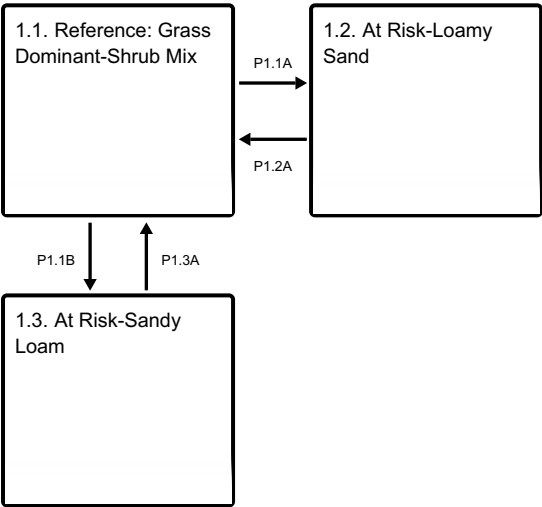 1.1. Reference: Grass
Dominant-Shrub Mix
P1.1A
1.2. At Risk-Loamy
Sand
P1.2A
P1.1B
P1.3A
1.3. At Risk-Sandy
Loam